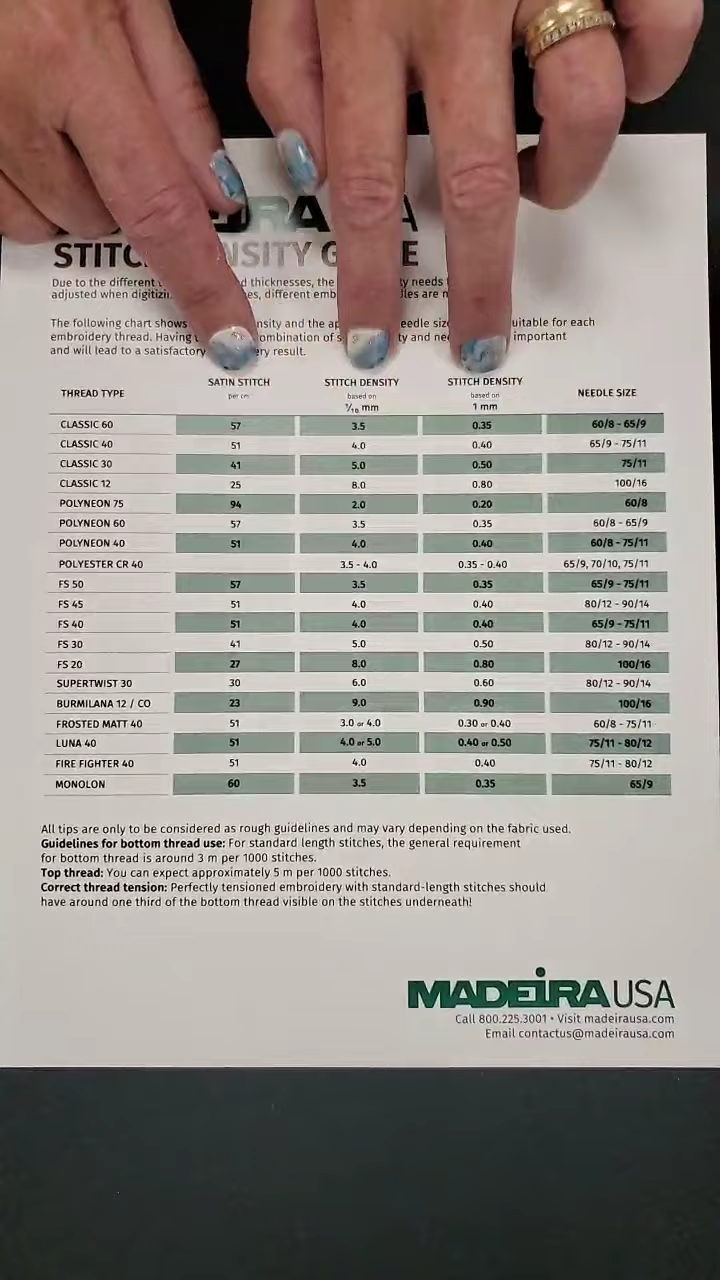 STITC NSITY G E
Due to the different d thicknesses, the ty needs
adjusted when digitizi es, different emb les are
The following chart shows nsity and the ap eedle siz uitable for each
embroidery thread. Having ombination of s ty and nee important
and will lead to a satisfactory ery result.
THREAD TYPE SATIN STITCH per cm STITCH DENSITY based on 1/10 mm STITCH DENSITY based on 1 mm NEEDLE SIZE
CLASSIC 60 57 3.5 0.35 60/8 - 65/9
CLASSIC 40 51 4.0 0.40 65/9 - 75/11
CLASSIC 30 41 5.0 0.50 75/11
CLASSIC 12 25 8.0 0.80 100/16
POLYNEON 75 94 2.0 0.20 60/8
POLYNEON 60 57 3.5 0.35 60/8 - 65/9
POLYNEON 40 51 4.0 0.40 60/8 - 75/11
POLYESTER CR 40 3.5 - 4.0 0.35 - 0.40 65/9, 70/10, 75/11
FS 50 57 3.5 0.35 65/9 - 75/11
FS 45 51 4.0 0.40 80/12 - 90/14
FS 40 51 4.0 0.40 65/9 - 75/11
FS 30 41 5.0 0.50 80/12 - 90/14
FS 20 27 8.0 0.80 100/16
SUPERTWIST 30 30 6.0 0.60 80/12 - 90/14
BURMILANA 12 / CO 23 9.0 0.90 100/16
FROSTED MATT 40 51 3.0 or 4.0 0.30 or 0.40 60/8 - 75/11
LUNA 40 51 4.0 or 5.0 0.40 or 0.50 75/11 - 80/12
FIRE FIGHTER 40 51 4.0 0.40 75/11 - 80/12
MONOLON 60 3.5 0.35 65/9
All tips are only to be considered as rough guidelines and may vary depending on the fabric used.
Guidelines for bottom thread use: For standard length stitches, the general requirement
for bottom thread is around 3 m per 1000 stitches.
Top thread: You can expect approximately 5 m per 1000 stitches.
Correct thread tension: Perfectly tensioned embroidery with standard-length stitches should
have around one third of the bottom thread visible on the stitches underneath!
MADEIRA USA
Call 800.225.3001 • Visit madeirausa.com
Email contactus@madeirausa.com